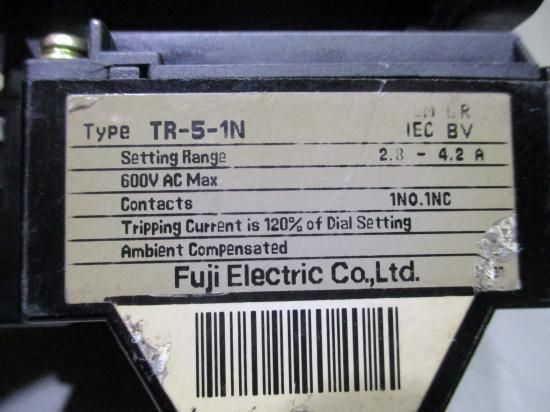 Type TR-5-1N
IEC BV
Setting Range 2.8 - 4.2 A
600V AC Max
Contacts 1NO.1NC
Tripping Current is 120% of Dial Setting
Ambient Compensated
Fuji Electric Co.,Ltd.